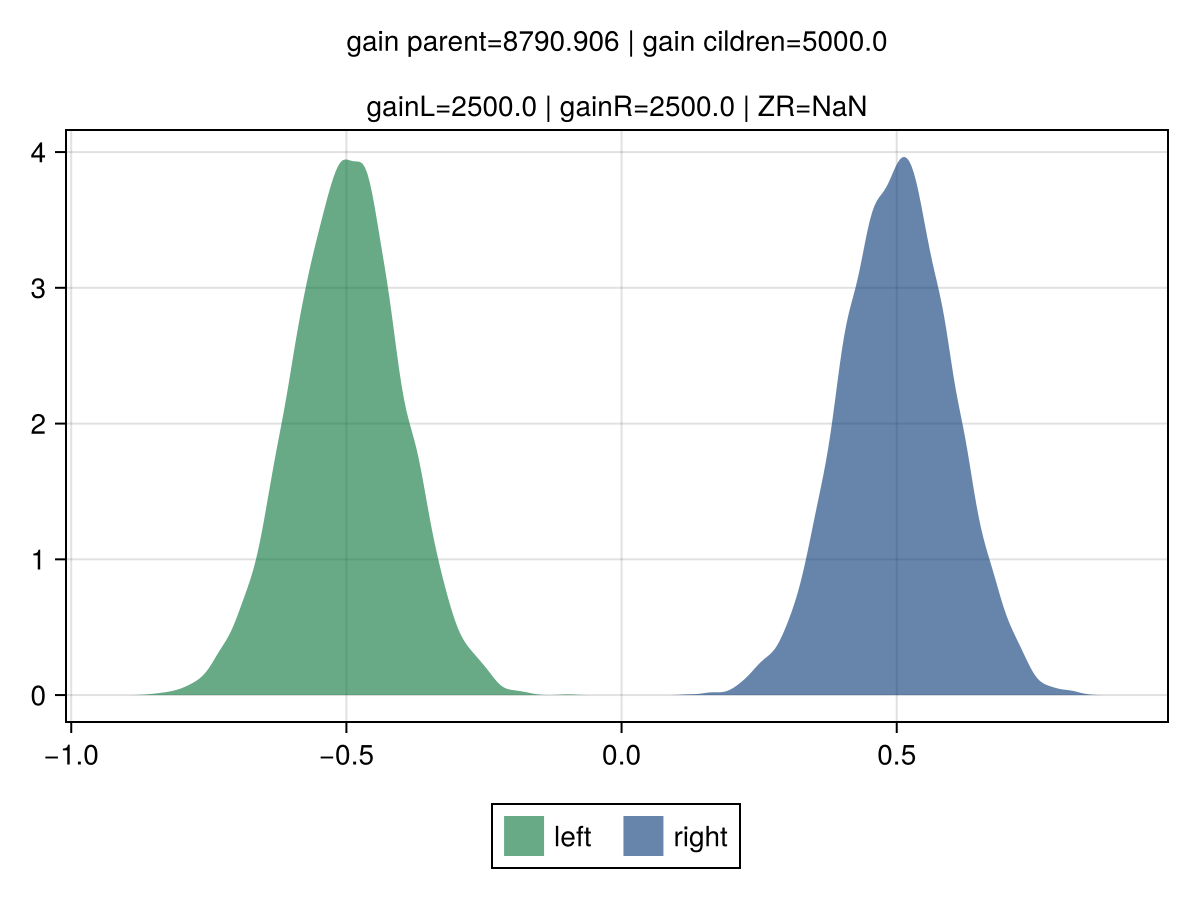 gain parent=8790.906 | gain cildren=5000.0
gainL=2500.0 | gainR=2500.0 | ZR=NaN
4
3
2
1
0
−1.0 −0.5 0.0 0.5
left right